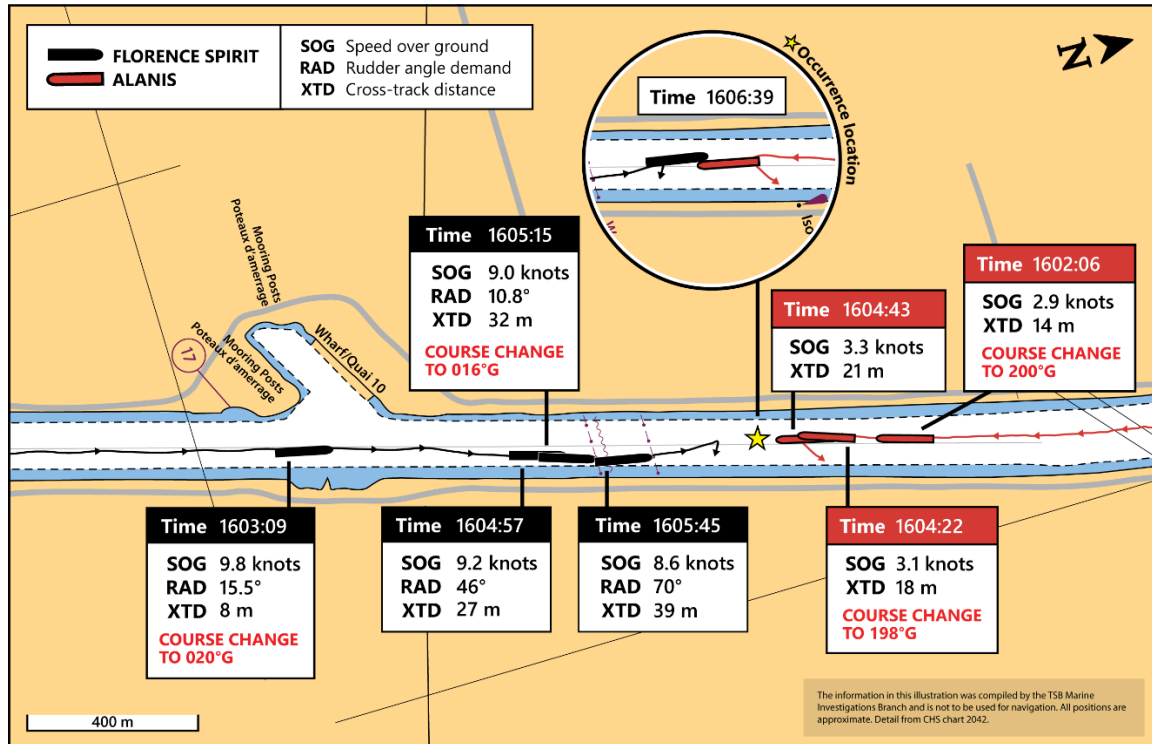 FLORENCE SPIRIT
ALANIS
SOG Speed over ground
RAD Rudder angle demand
XTD Cross-track distance
Occurrence location
N
Time 1606:39
Iso
Mooring Posts
Poteaux d'amerrage
Mooring Posts
Poteaux d'amerrage
17
Wharf/Quai 10
Time 1605:15
SOG 9.0 knots
RAD 10.8°
XTD 32 m
COURSE CHANGE
TO 016°G
Time 1604:43
SOG 3.3 knots
XTD 21 m
Time 1602:06
SOG 2.9 knots
XTD 14 m
COURSE CHANGE
TO 200°G
Time 1603:09
SOG 9.8 knots
RAD 15.5°
XTD 8 m
COURSE CHANGE
TO 020°G
Time 1604:57
SOG 9.2 knots
RAD 46°
XTD 27 m
Time 1605:45
SOG 8.6 knots
RAD 70°
XTD 39 m
Time 1604:22
SOG 3.1 knots
XTD 18 m
COURSE CHANGE
TO 198°G
400 m
The information in this illustration was compiled by the TSB Marine
Investigations Branch and is not to be used for navigation. All positions are
approximate. Detail from CHS chart 2042.